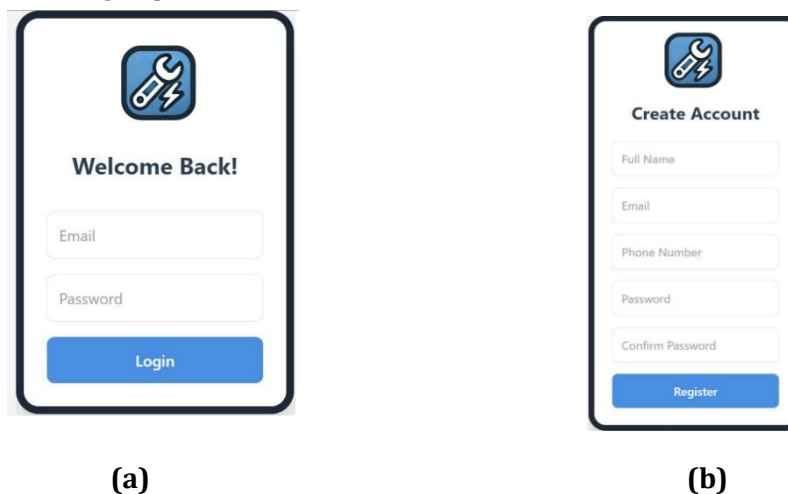 Welcome Back!
Email
Password
Login
(a)
Create Account
Full Name
Email
Phone Number
Password
Confirm Password
Register
(b)